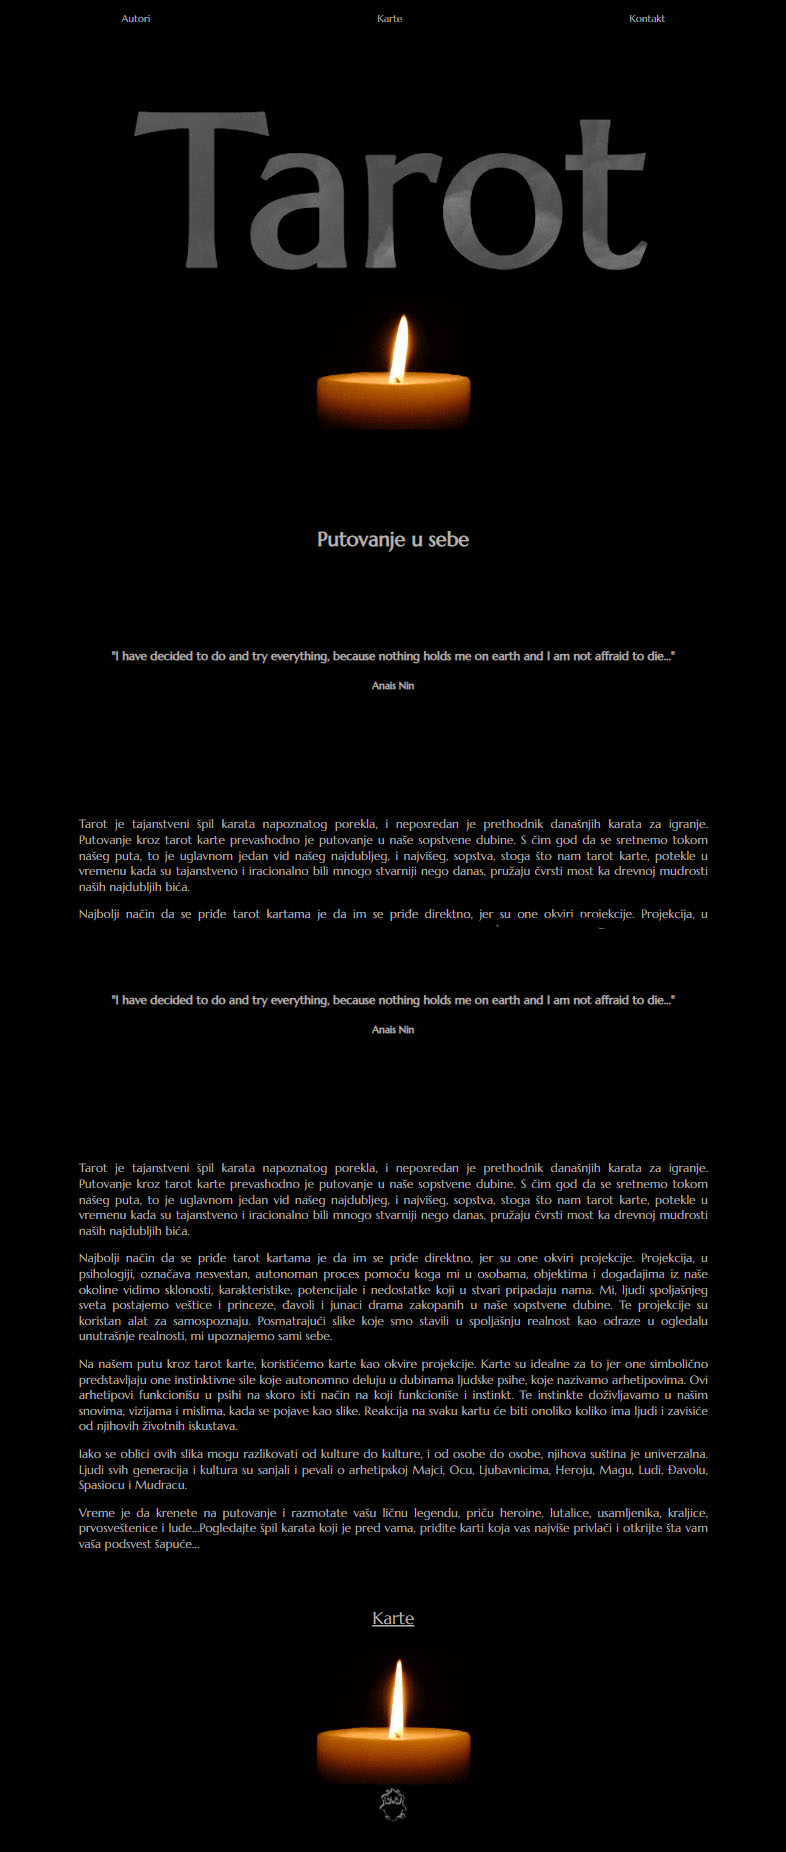 Autori
Karte
Kontakt
Tarot
Putovanje u sebe
"I have decided to do and try everything, because nothing holds me on earth and I am not affraid to die..."
Anais Nin
Tarot je tajanstveni špil karata napoznatog porekla, i neposredan je prethodnik današnjih karata za igranje.
Putovanje kroz tarot karte prevashodno je putovanje u naše sopstvene dubine. S čim god da se sretnemo tokom
našeg puta, to je uglavnom jedan vid našeg najdubljeg, i najvišeg, sopstva, stoga što nam tarot karte, potekle u
vremenu kada su tajanstveno i iracionalno bili mnogo stvarniji nego danas, pružaju čvrsti most ka drevnoj mudrosti
naših najdubljih bića.
Najbolji način da se priđe tarot kartama je da im se priđe direktno, jer su one okviri projekcije. Projekcija, u
"I have decided to do and try everything, because nothing holds me on earth and I am not affraid to die..."
Anais Nin
Tarot je tajanstveni špil karata napoznatog porekla, i neposredan je prethodnik današnjih karata za igranje.
Putovanje kroz tarot karte prevashodno je putovanje u naše sopstvene dubine. S čim god da se sretnemo tokom
našeg puta, to je uglavnom jedan vid našeg najdubljeg, i najvišeg, sopstva, stoga što nam tarot karte, potekle u
vremenu kada su tajanstveno i iracionalno bili mnogo stvarniji nego danas, pružaju čvrsti most ka drevnoj mudrosti
naših najdubljih bića.
Najbolji način da se priđe tarot kartama je da im se priđe direktno, jer su one okviri projekcije. Projekcija, u
psihologiji, označava nesvestan, autonoman proces pomoću koga mi u osobama, objektima i događajima iz naše
okoline vidimo sklonosti, karakteristike, potencijale i nedostatke koji u stvari pripadaju nama. Mi, ljudi spoljašnjeg
sveta postajemo veštice i princeze, đavoli i junaci drama zakopanih u naše sopstvene dubine. Te projekcije su
koristan alat za samospoznaju. Posmatrajući slike koje smo stavili u spoljašnju realnost kao odraze u ogledalu
unutrašnje realnosti, mi upoznajemo sami sebe.
Na našem putu kroz tarot karte, koristićemo karte kao okvire projekcije. Karte su idealne za to jer one simbolično
predstavljaju one instinktivne sile koje autonomno deluju u dubinama ljudske psihe, koje nazivamo arhetipovima. Ovi
arhetipovi funkcionišu u psihi na skoro isti način na koji funkcioniše i instinkt. Te instinkte doživljavamo u našim
snovima, vizijama i mislima, kada se pojave kao slike. Reakcija na svaku kartu će biti onoliko koliko ima ljudi i zavisiće
od njihovih životnih iskustava.
Iako se oblici ovih slika mogu razlikovati od kulture do kulture, i od osobe do osobe, njihova suština je univerzalna.
Ljudi svih generacija i kultura su sanjali i pevali o arhetipskoj Majci, Ocu, Ljubavnicima, Heroju, Magu, Ludi, Đavolu,
Spasiocu i Mudracu.
Vreme je da krenete na putovanje i razmotate vašu ličnu legendu, priču heroine, lutalice, usamljenika, kraljice,
prvosveštenice i lude...Pogledajte špil karata koji je pred vama, priđite karti koja vas najviše privlači i otkrijte šta vam
vaša podsvest šapuće...
Karte